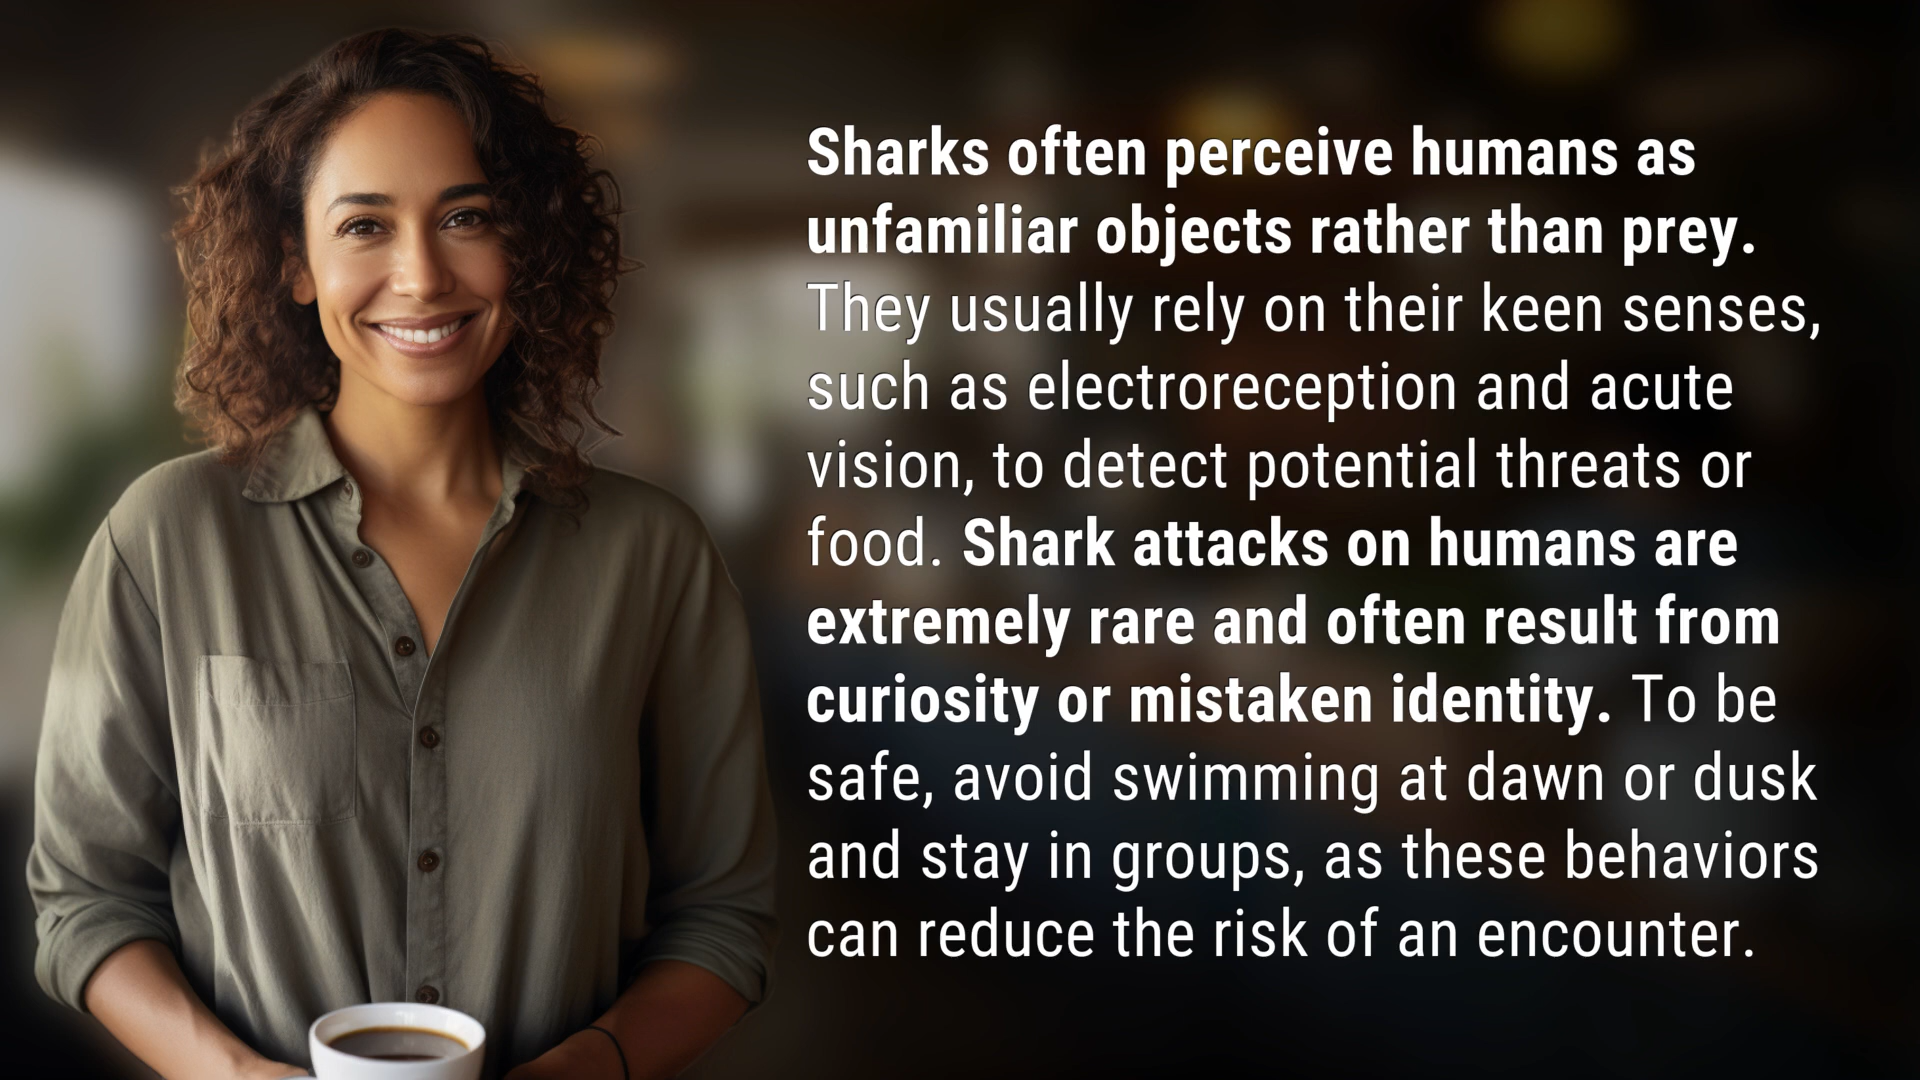 Sharks often perceive humans as
unfamiliar objects rather than prey.
They usually rely on their keen senses,
such as electroreception and acute
vision, to detect potential threats or
food. Shark attacks on humans are
extremely rare and often result from
curiosity or mistaken identity. To be
safe, avoid swimming at dawn or dusk
and stay in groups, as these behaviors
can reduce the risk of an encounter.